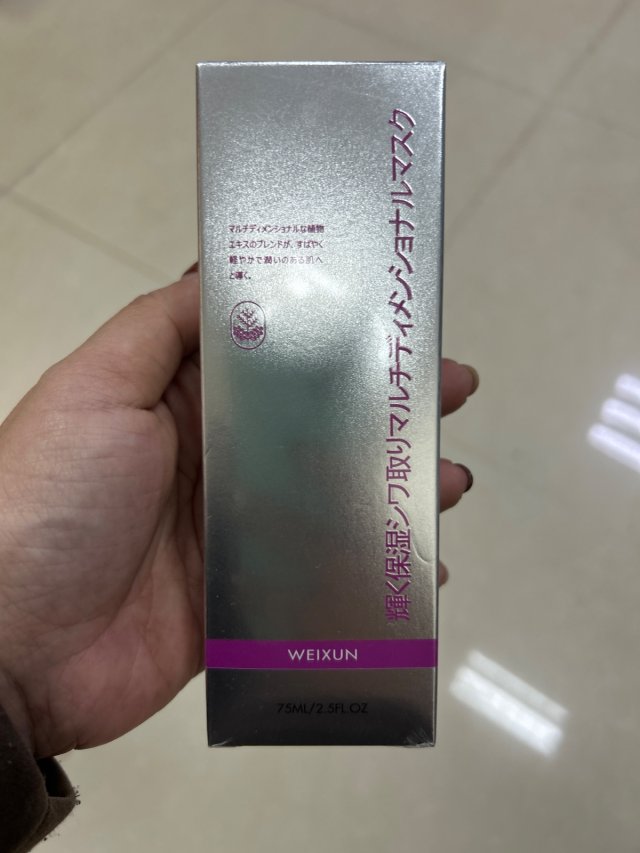 マルチディメンショナルな植物
エキスのブレンドが、すばやく
軽やかで潤いのある肌へ
と導く。
輝く保湿シワ取りマルチディメンショナルマスク
WEIXUN
75ML/2.5FL.OZ